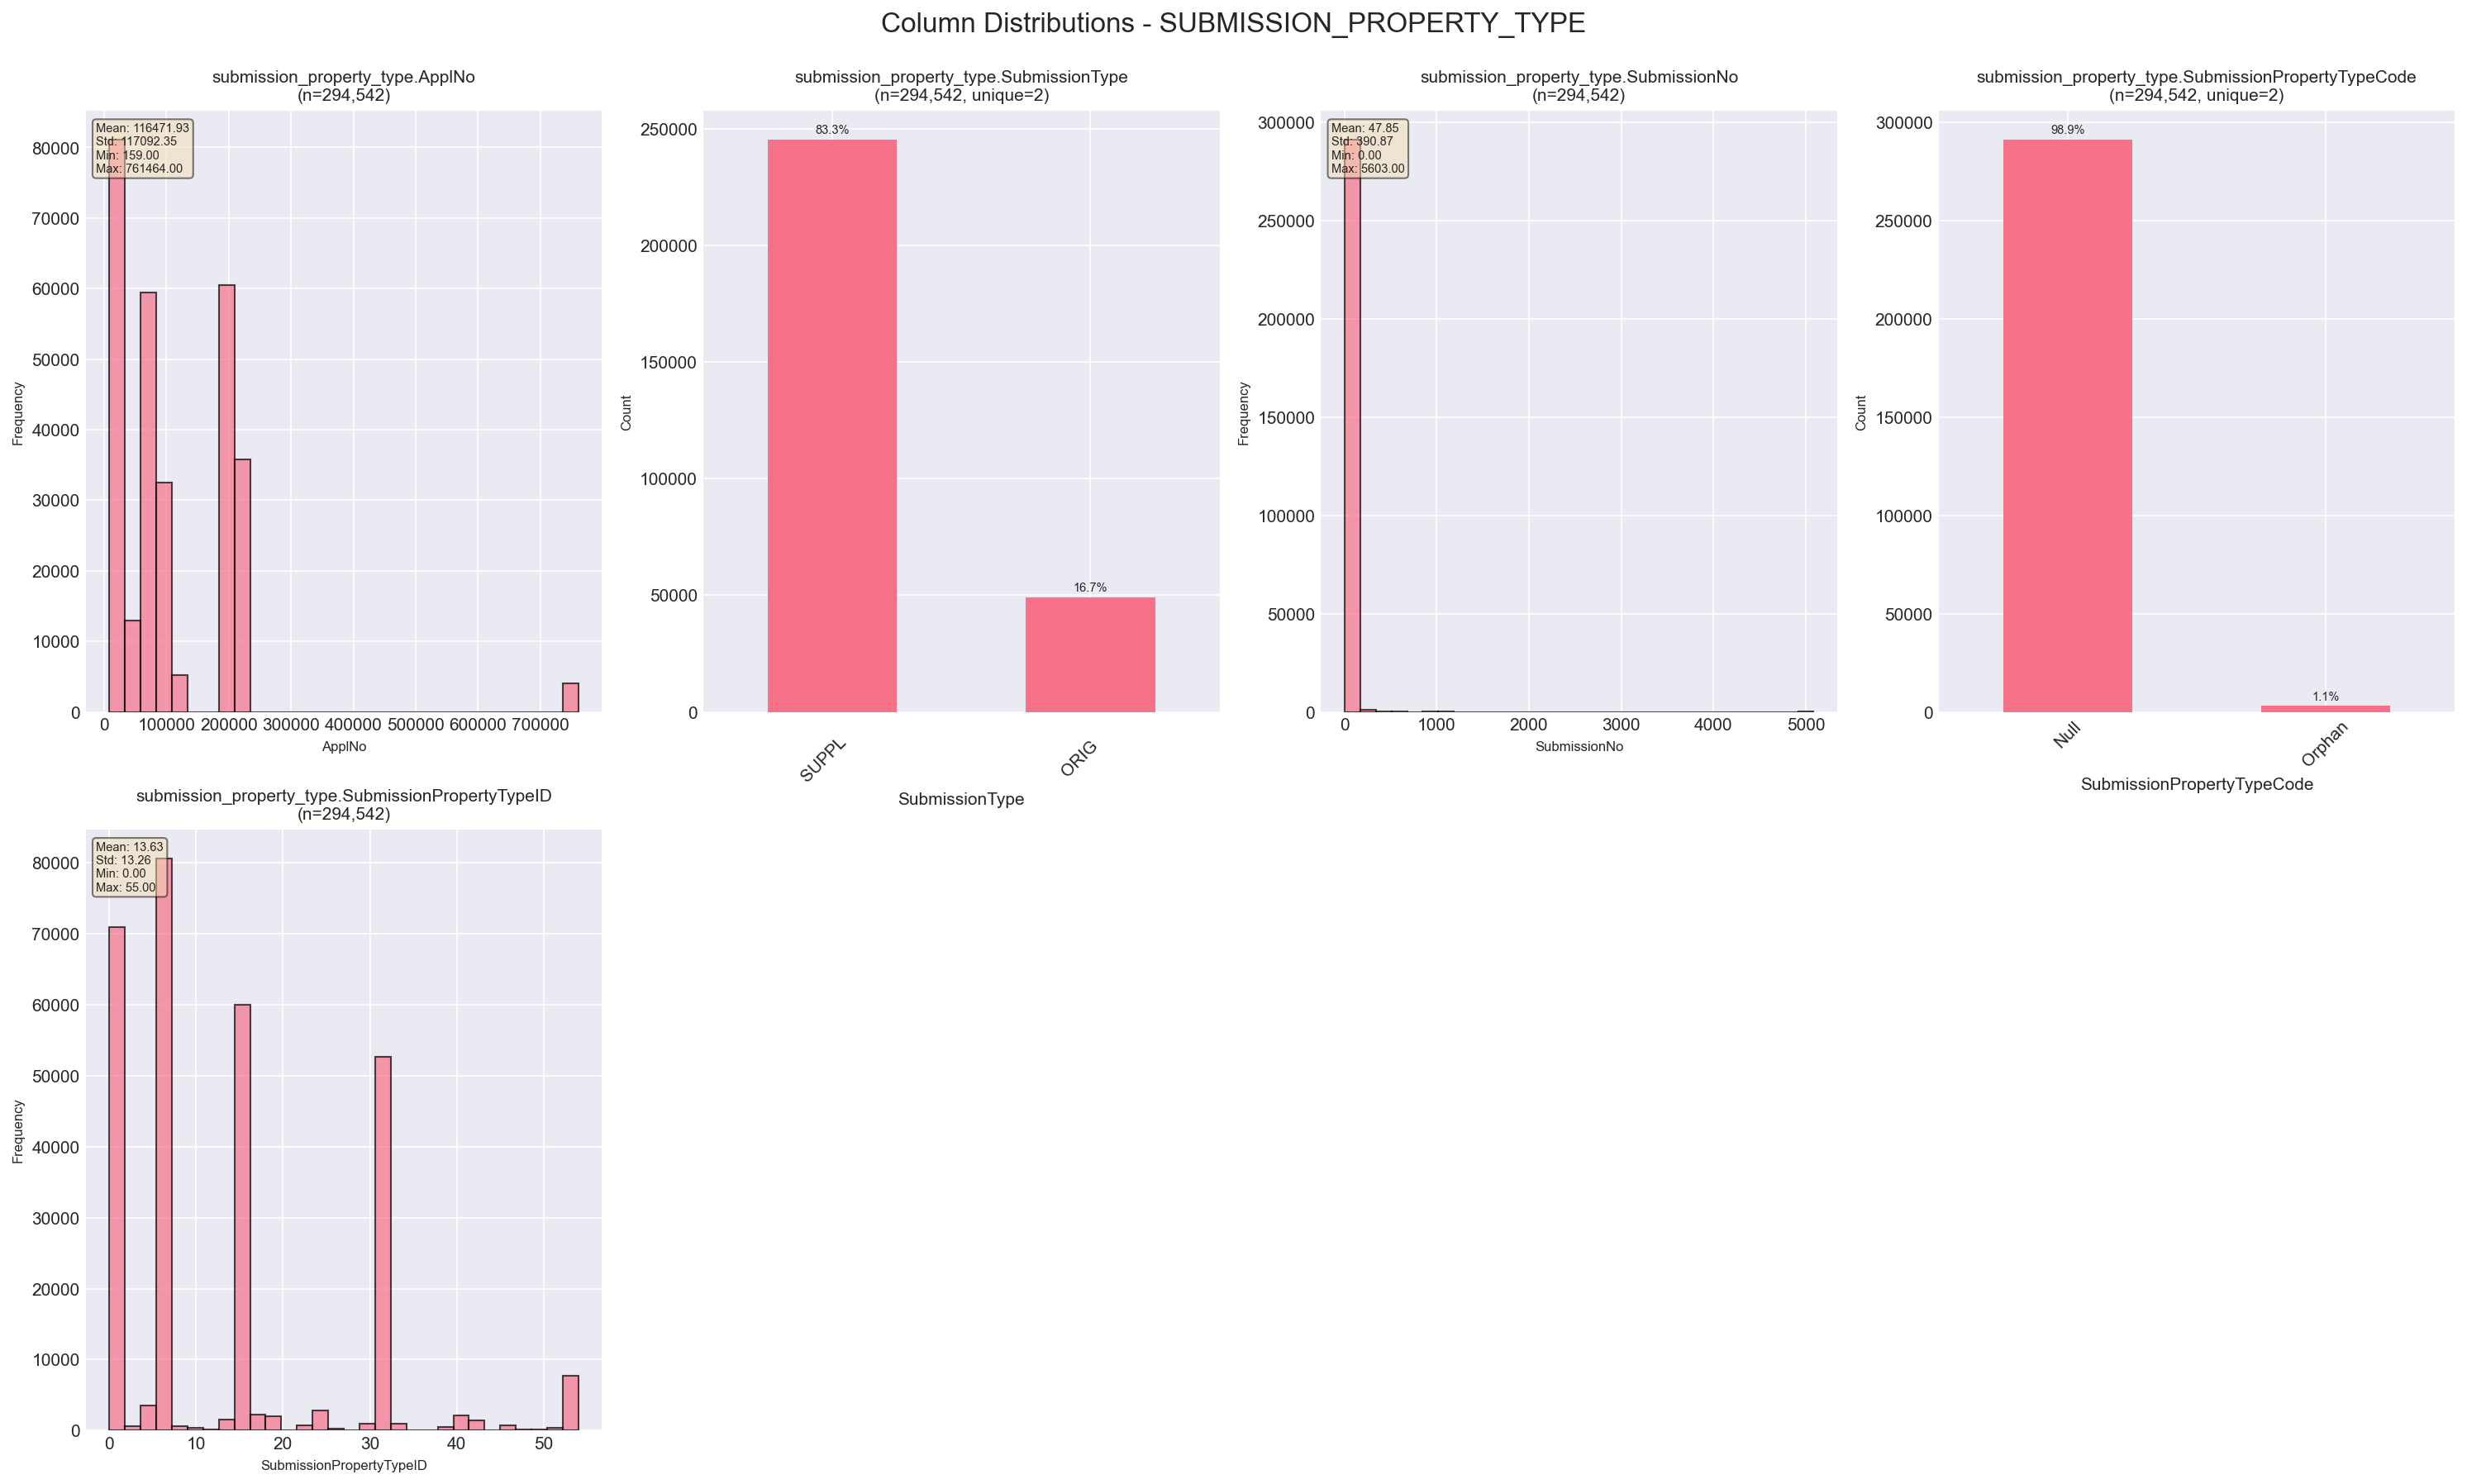 Column Distributions - SUBMISSION_PROPERTY_TYPE
submission_property_type.ApplNo
(n=294,542)
Mean: 116471.93
Std: 117092.35
Min: 159.00
Max: 761464.00
80000
70000
60000
50000
40000
30000
20000
10000
0
Frequency
0 100000 200000 300000 400000 500000 600000 700000
ApplNo
submission_property_type.SubmissionType
(n=294,542, unique=2)
250000
200000
150000
100000
50000
0
Count
83.3%
16.7%
SUPPL
ORIG
SubmissionType
submission_property_type.SubmissionNo
(n=294,542)
Mean: 47.85
Std: 390.87
Min: 0.00
Max: 5603.00
300000
250000
200000
150000
100000
50000
0
Frequency
0 1000 2000 3000 4000 5000
SubmissionNo
submission_property_type.SubmissionPropertyTypeCode
(n=294,542, unique=2)
300000
250000
200000
150000
100000
50000
0
Count
98.9%
1.1%
Null
Orphan
SubmissionPropertyTypeCode
submission_property_type.SubmissionPropertyTypeID
(n=294,542)
Mean: 13.63
Std: 13.26
Min: 0.00
Max: 55.00
80000
70000
60000
50000
40000
30000
20000
10000
0
Frequency
0 10 20 30 40 50
SubmissionPropertyTypeID